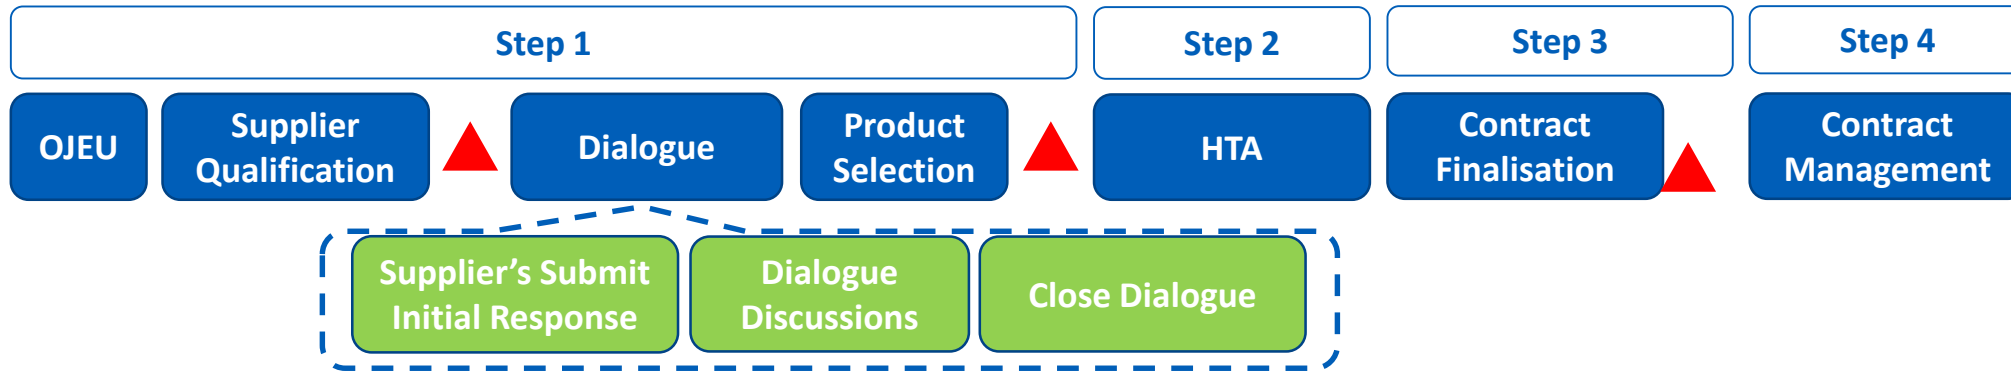 Step 1
Step 2
Step 3
Step 4
OJEU
Supplier
Qualification
Dialogue
Product
Selection
HTA
Contract
Finalisation
Contract
Management
Supplier's Submit
Initial Response
Dialogue
Discussions
Close Dialogue